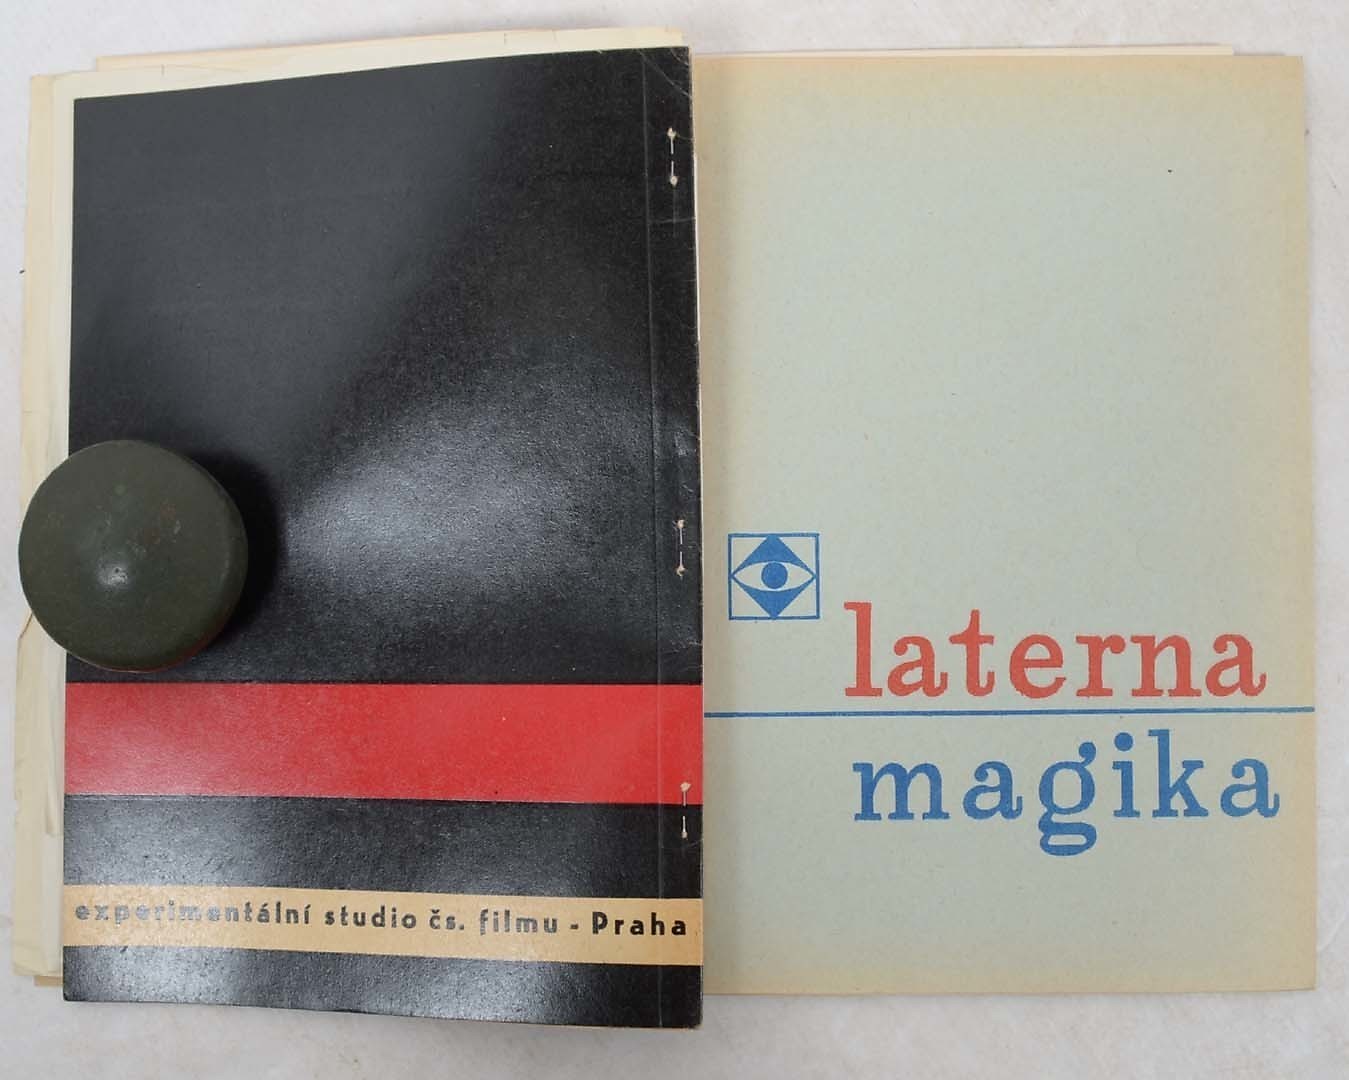 experimentální studio čs. filmu - Praha
laterna
magika